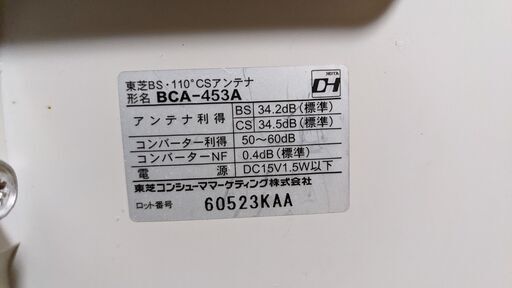 東芝BS・110°CSアンテナ
形名 BCA-453A
JEITA
DH
アンテナ利得 BS 34.2dB(標準)
CS 34.5dB(標準)
コンバーター利得 50～60dB
コンバーターNF 0.4dB(標準)
電源 DC15V1.5W以下
東芝コンシューママーケティング株式会社
ロット番号 60523KAA